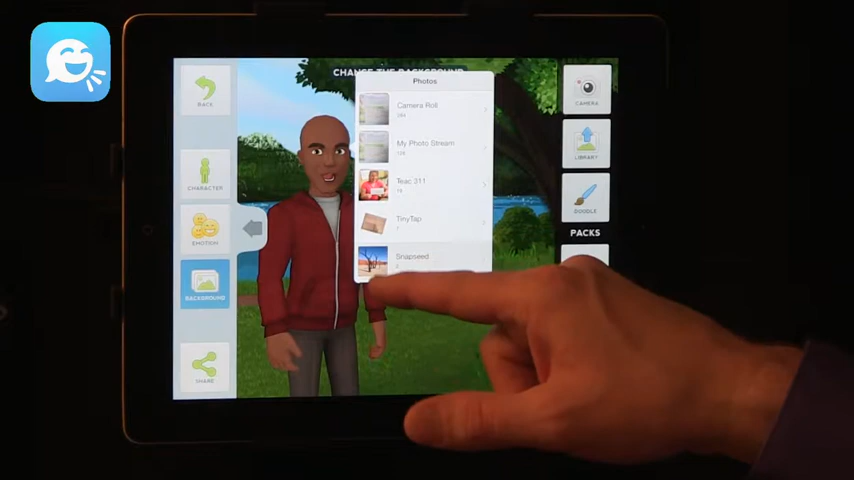 CHANGE THE BACKGROUND
Photos
BACK
CHARACTER
EMOTION
BACKGROUND
SHARE
Camera Roll
My Photo Stream
Teac 311
TinyTap
7
Snapseed
CAMERA
LIBRARY
DOODLE
PACKS